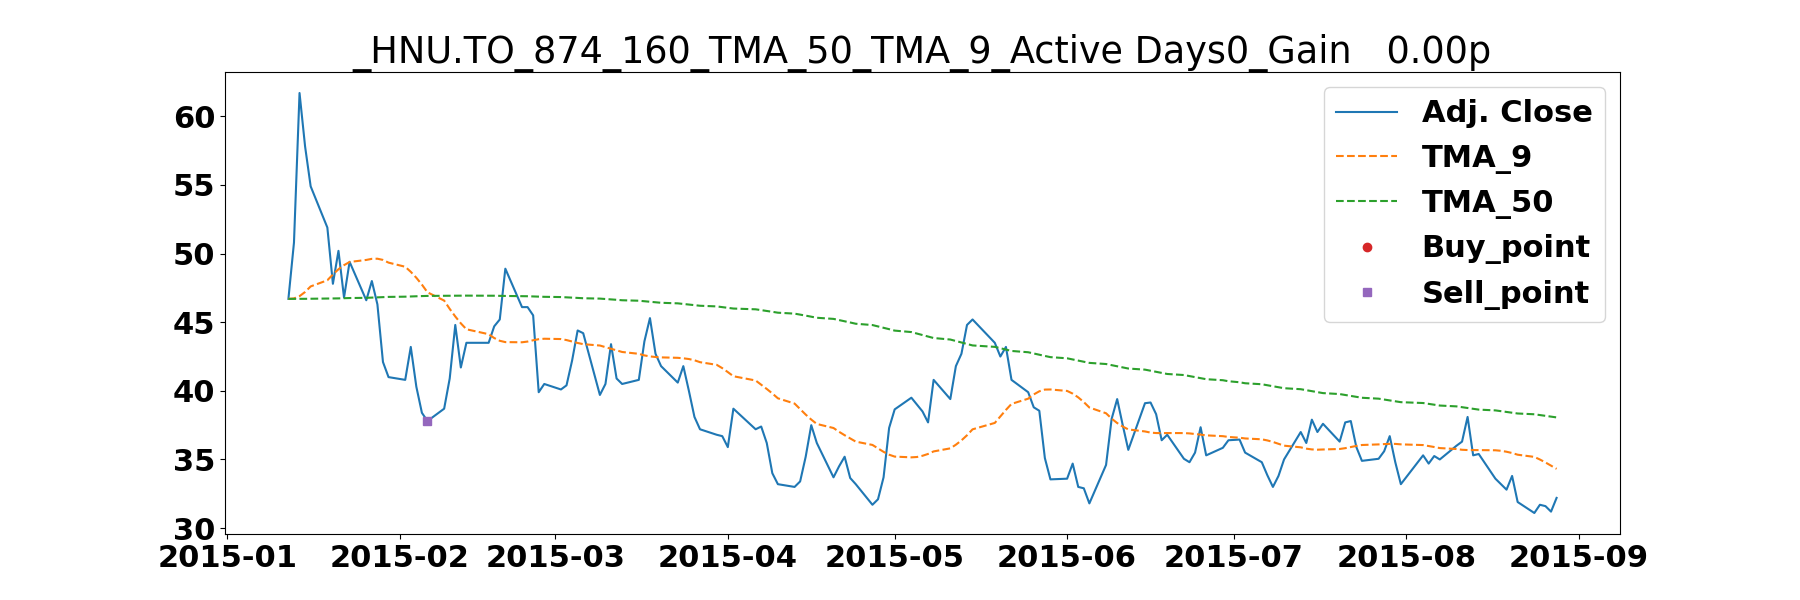 _HNU.TO_874_160_TMA_50_TMA_9_Active Days0_Gain   0.00p
60
55
50
45
40
35
30
Adj. Close
TMA_9
TMA_50
Buy_point
Sell_point
2015-01 2015-02 2015-03 2015-04 2015-05 2015-06 2015-07 2015-08 2015-09